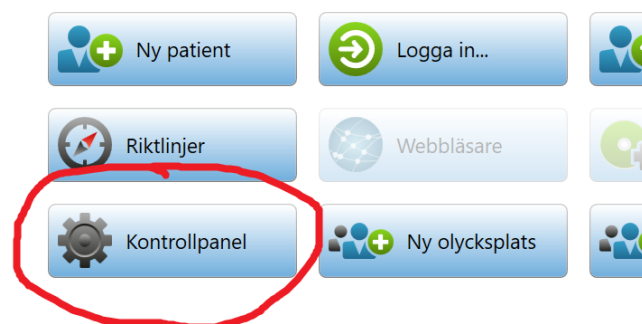 Ny patient
Logga in...
Riktlinjer
Webbläsare
Kontrollpanel
Ny olycksplats